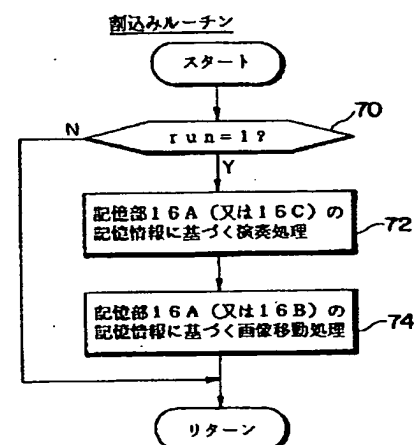 割込みルーチン
スタート
70
N
run=1?
Y
記憶部16A(又は16C)の
記憶情報に基づく演奏処理
72
記憶部16A(又は16B)の
記憶情報に基づく画像移動処理
74
リターン